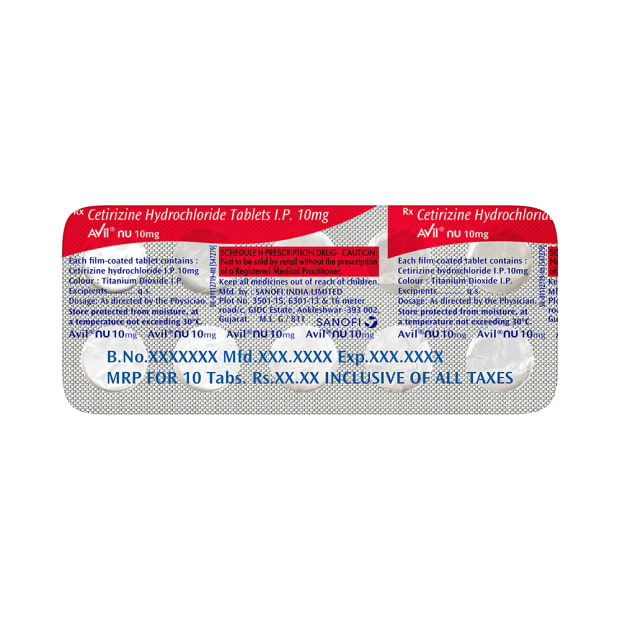 Rx Cetirizine Hydrochloride Tablets I.P. 10mg
Avil® nu 10mg
Each film-coated tablet contains :
Cetirizine hydrochloride I.P.10mg
Colour : Titanium Dioxide I.P.
Excipients..........q.s.
Dosage: As directed by the Physician.
Store protected from moisture, at
a temperature not exceeding 30°C.
SCHEDULE H PRESCRIPTION DRUG - CAUTION:
Not to be sold by retail without the prescription
of a Registered Medical Practitioner.
Keep all medicines out of reach of children.
Mfd. by : SANOFI INDIA LIMITED
Plot No. 3501-15, 6301-13 & 16 meter
road/c, GIDC Estate, Ankleshwar -393 002,
Gujarat. M.L: G / 811
SANOFI
Rx Cetirizine Hydrochlorid
Avil® nu 10mg
Each film-coated tablet contains :
Cetirizine hydrochloride I.P.10mg
Colour : Titanium Dioxide I.P.
Excipients..........q.s.
Dosage: As directed by the Physician.
Store protected from moisture, at
a temperature not exceeding 30°C.
Avil® nu 10mg Avil® nu 10mg Avil® nu 10mg Avil® nu 10mg Avil® nu 10mg Avil® nu 10mg
B.No.XXXXXXX Mfd.XXX.XXXX Exp.XXX.XXXX
MRP FOR 10 Tabs. Rs.XX.XX INCLUSIVE OF ALL TAXES